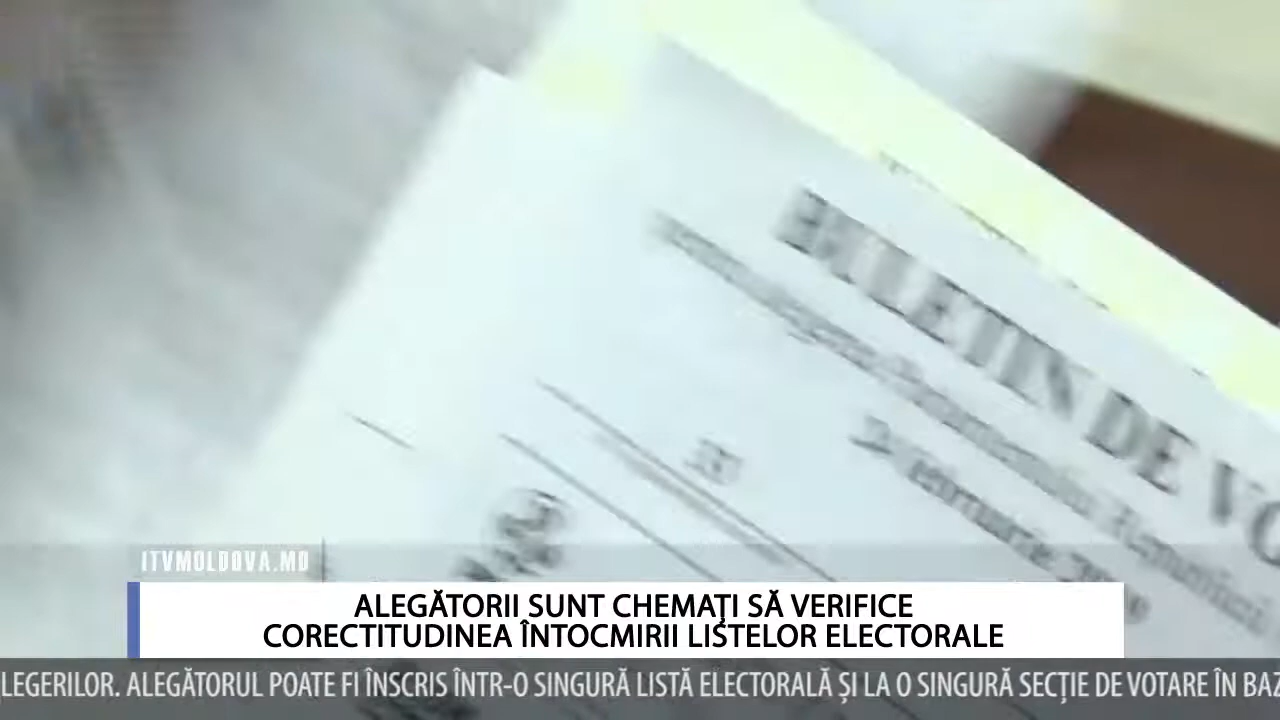 BULETIN DE VO
ITVMOLDOVA.MD
ALEGĂTORII SUNT CHEMAȚI SĂ VERIFICE
CORECTITUDINEA ÎNTOCMIRII LISTELOR ELECTORALE
LEGERILOR. ALEGĂTORUL POATE FI ÎNSCRIS ÎNTR-O SINGURĂ LISTĂ ELECTORALĂ ȘI LA O SINGURĂ SECȚIE DE VOTARE ÎN BAZ